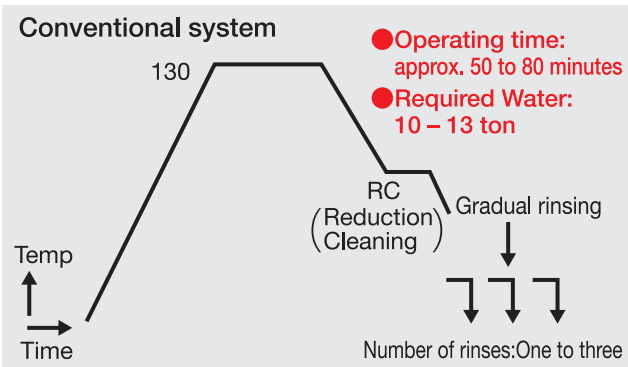 Conventional system
●Operating time:
approx. 50 to 80 minutes
●Required Water:
10 – 13 ton
130
RC
(Reduction
Cleaning)
Gradual rinsing
Temp
Time
Number of rinses:One to three